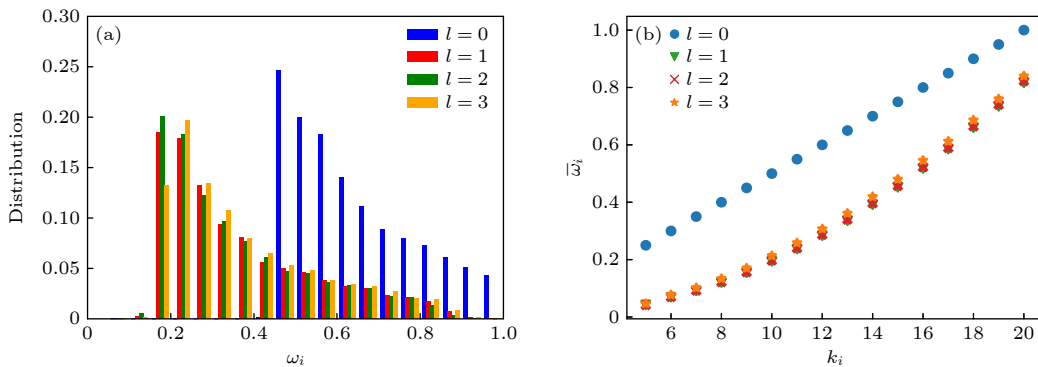 (a)
l = 0
l = 1
l = 2
l = 3
0.30
0.25
0.20
0.15
0.10
0.05
0
Distribution
0 0.2 0.4 0.6 0.8 1.0
ωᵢ
(b)
l = 0
l = 1
l = 2
l = 3
1.0
0.8
0.6
0.4
0.2
0
ω̅ᵢ
6 8 10 12 14 16 18 20
kᵢ